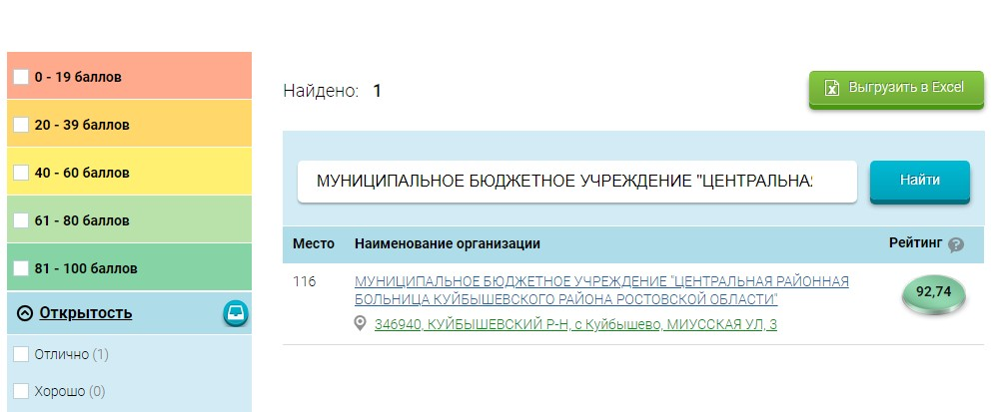 0 - 19 баллов
20 - 39 баллов
40 - 60 баллов
61 - 80 баллов
81 - 100 баллов
Открытость
Отлично (1)
Хорошо (0)
Найдено: 1
Выгрузить в Excel
МУНИЦИПАЛЬНОЕ БЮДЖЕТНОЕ УЧРЕЖДЕНИЕ "ЦЕНТРАЛЬНАЯ
Найти
Место Наименование организации Рейтинг ?
116 МУНИЦИПАЛЬНОЕ БЮДЖЕТНОЕ УЧРЕЖДЕНИЕ "ЦЕНТРАЛЬНАЯ РАЙОННАЯ
БОЛЬНИЦА КУЙБЫШЕВСКОГО РАЙОНА РОСТОВСКОЙ ОБЛАСТИ" 92,74
346940, КУЙБЫШЕВСКИЙ Р-Н, с Куйбышево, МИУССКАЯ УЛ, 3